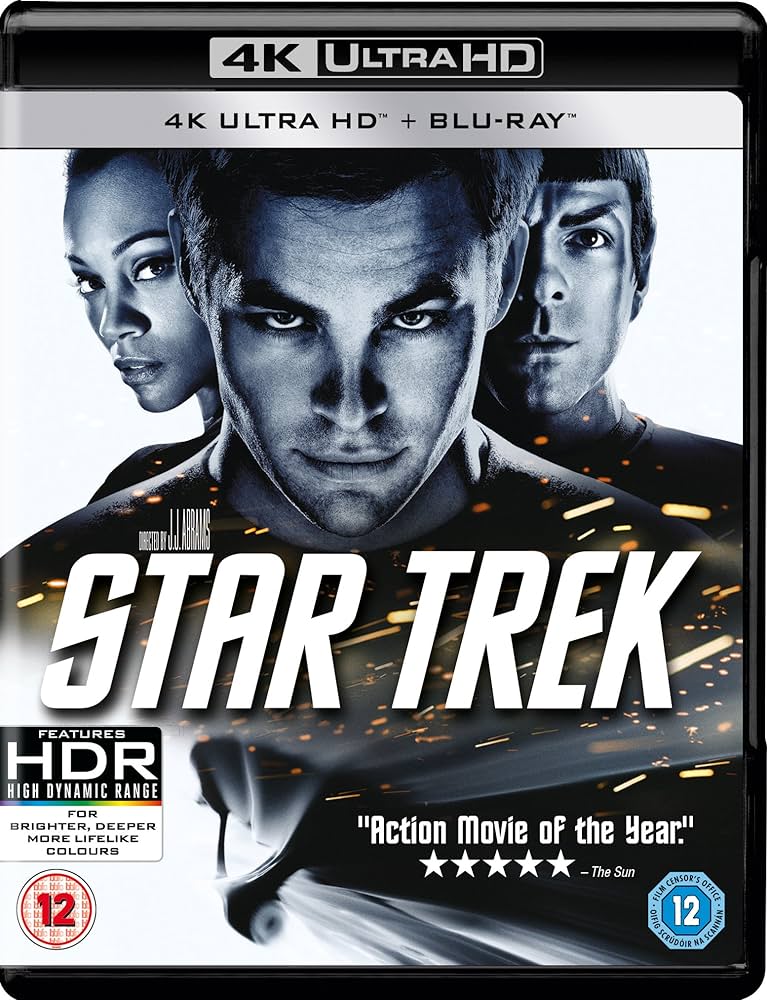 4K ULTRAHD
4K ULTRA HD™ + BLU-RAY™
DIRECTED BY J.J. ABRAMS
STAR TREK
FEATURES
HDR
HIGH DYNAMIC RANGE
FOR
BRIGHTER, DEEPER
MORE LIFELIKE
COLOURS
"Action Movie of the Year."
★★★★★ – The Sun
12
bbfc
FILM CENSOR'S OFFICE
12
OIFIG SCRÚDÓIR NA SCANNÁN